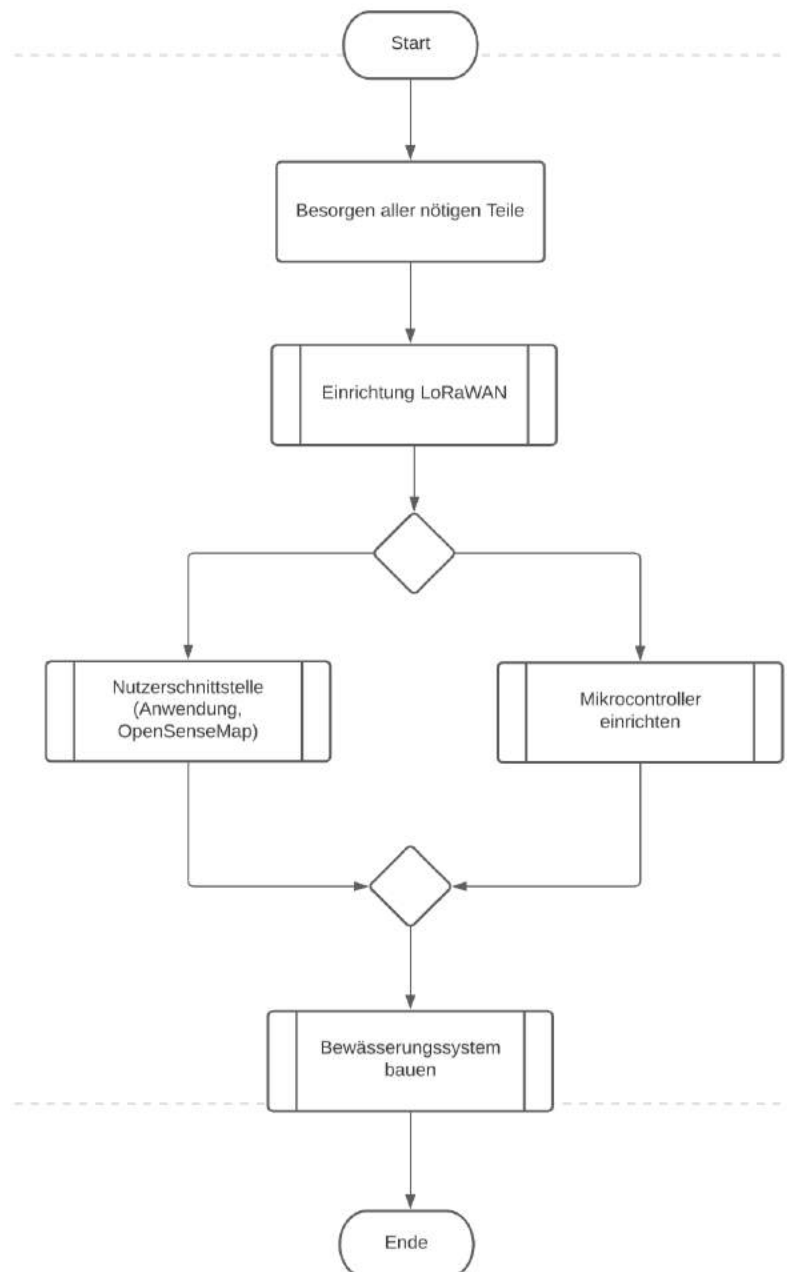 Start
Besorgen aller nötigen Teile
Einrichtung LoRaWAN
Nutzerschnittstelle
(Anwendung,
OpenSenseMap)
Mikrocontroller
einrichten
Bewässerungssystem
bauen
Ende